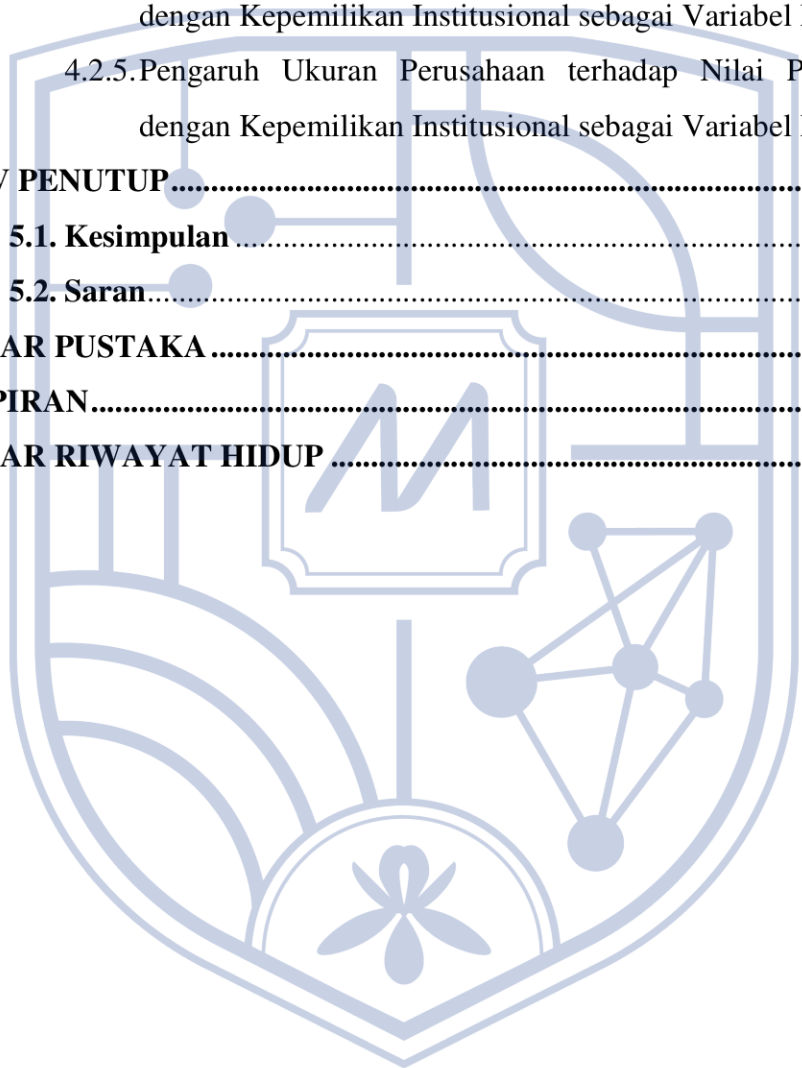 dengan Kepemilikan Institusional sebagai Variabel
4.2.5. Pengaruh Ukuran Perusahaan terhadap Nilai P
dengan Kepemilikan Institusional sebagai Variabel
V PENUTUP..........................................................................
5.1. Kesimpulan.......................................................................
5.2. Saran..................................................................................
AR PUSTAKA..........................................................................
PIRAN.........................................................................................
AR RIWAYAT HIDUP...........................................................